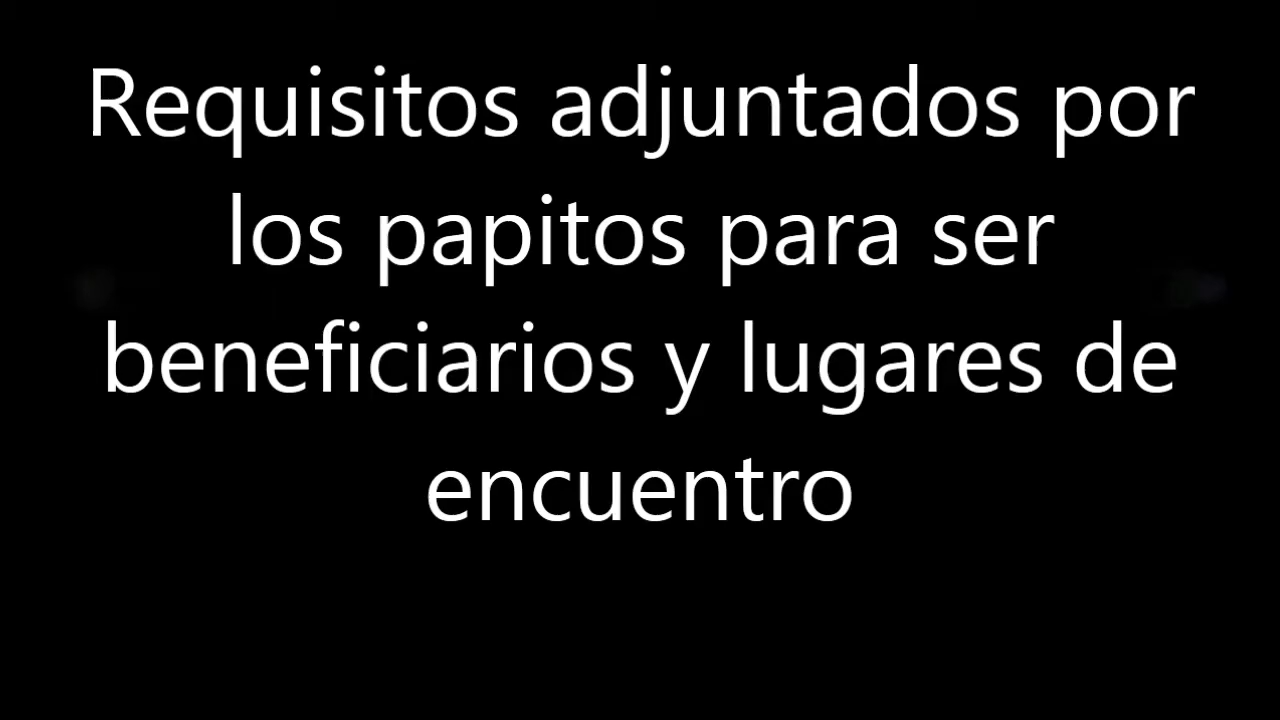 Requisitos adjuntados por
los papitos para ser
beneficiarios y lugares de
encuentro